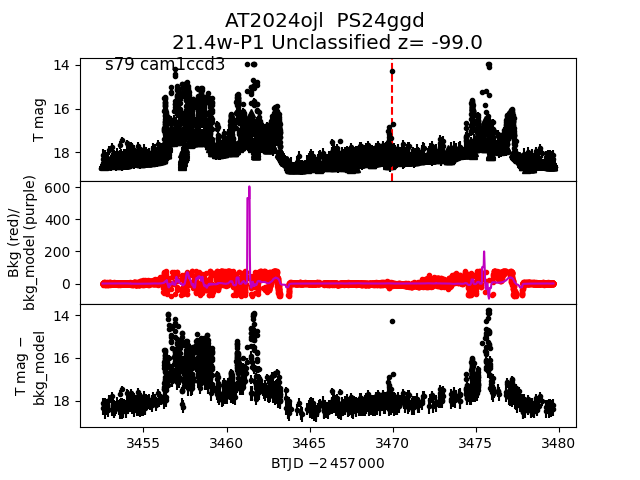 AT2024ojl  PS24ggd
21.4w-P1 Unclassified z= -99.0
s79 cam1ccd3
T mag
14
16
18
Bkg (red)/
bkg_model (purple)
600
400
200
0
T mag −
bkg_model
14
16
18
3455 3460 3465 3470 3475 3480
BTJD −2 457 000